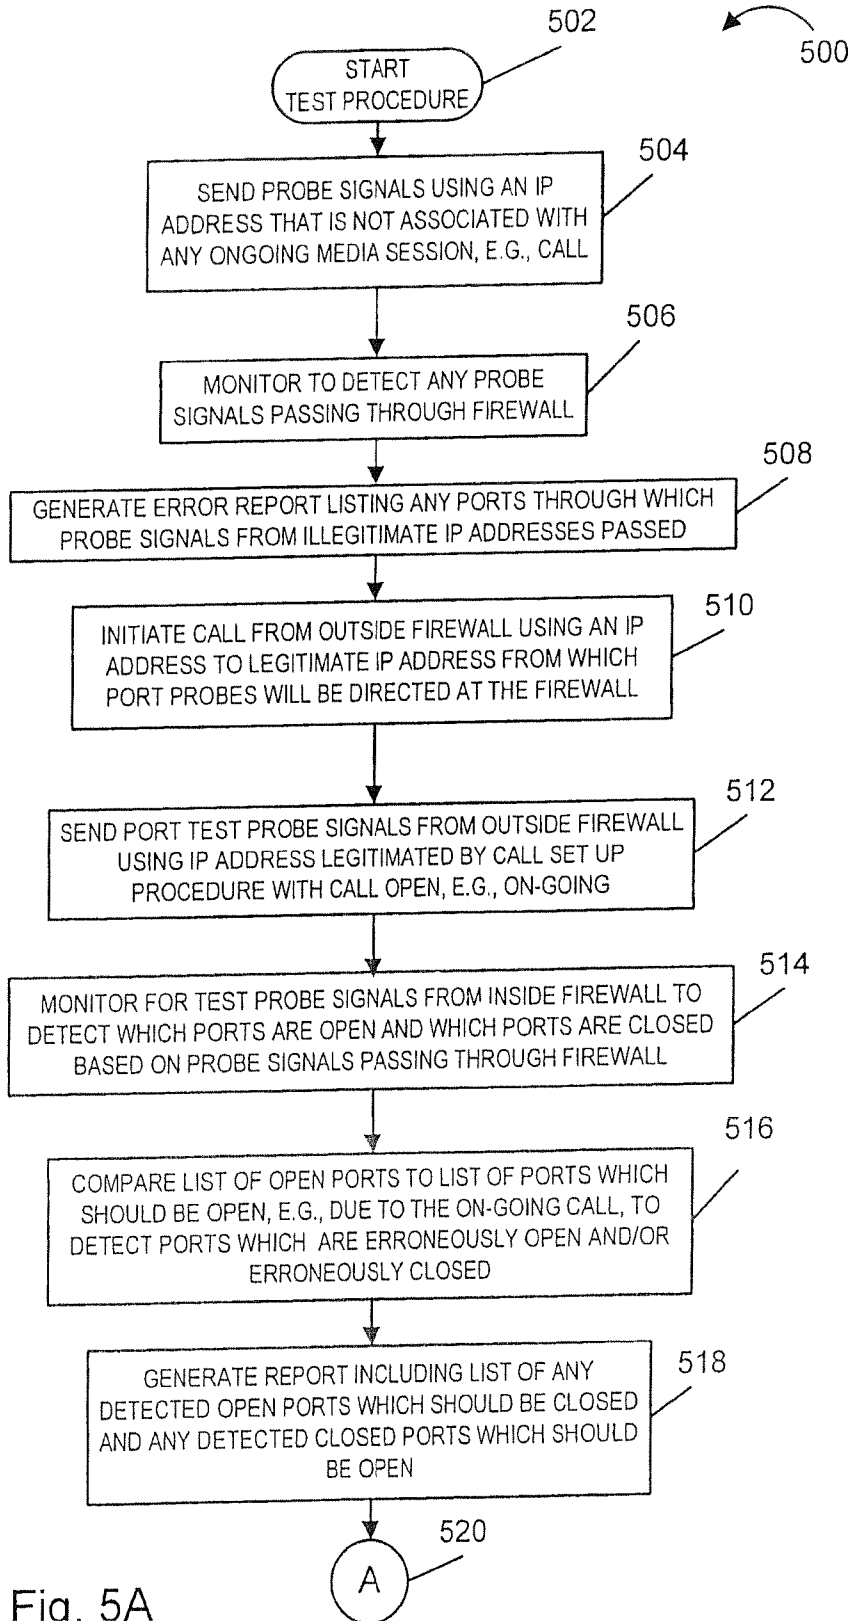 502
500
START
TEST PROCEDURE
504
SEND PROBE SIGNALS USING AN IP
ADDRESS THAT IS NOT ASSOCIATED WITH
ANY ONGOING MEDIA SESSION, E.G., CALL
506
MONITOR TO DETECT ANY PROBE
SIGNALS PASSING THROUGH FIREWALL
508
GENERATE ERROR REPORT LISTING ANY PORTS THROUGH WHICH
PROBE SIGNALS FROM ILLEGITIMATE IP ADDRESSES PASSED
510
INITIATE CALL FROM OUTSIDE FIREWALL USING AN IP
ADDRESS TO LEGITIMATE IP ADDRESS FROM WHICH
PORT PROBES WILL BE DIRECTED AT THE FIREWALL
512
SEND PORT TEST PROBE SIGNALS FROM OUTSIDE FIREWALL
USING IP ADDRESS LEGITIMATED BY CALL SET UP
PROCEDURE WITH CALL OPEN, E.G., ON-GOING
514
MONITOR FOR TEST PROBE SIGNALS FROM INSIDE FIREWALL TO
DETECT WHICH PORTS ARE OPEN AND WHICH PORTS ARE CLOSED
BASED ON PROBE SIGNALS PASSING THROUGH FIREWALL
516
COMPARE LIST OF OPEN PORTS TO LIST OF PORTS WHICH
SHOULD BE OPEN, E.G., DUE TO THE ON-GOING CALL, TO
DETECT PORTS WHICH ARE ERRONEOUSLY OPEN AND/OR
ERRONEOUSLY CLOSED
518
GENERATE REPORT INCLUDING LIST OF ANY
DETECTED OPEN PORTS WHICH SHOULD BE CLOSED
AND ANY DETECTED CLOSED PORTS WHICH SHOULD
BE OPEN
520
A
Fig. 5A